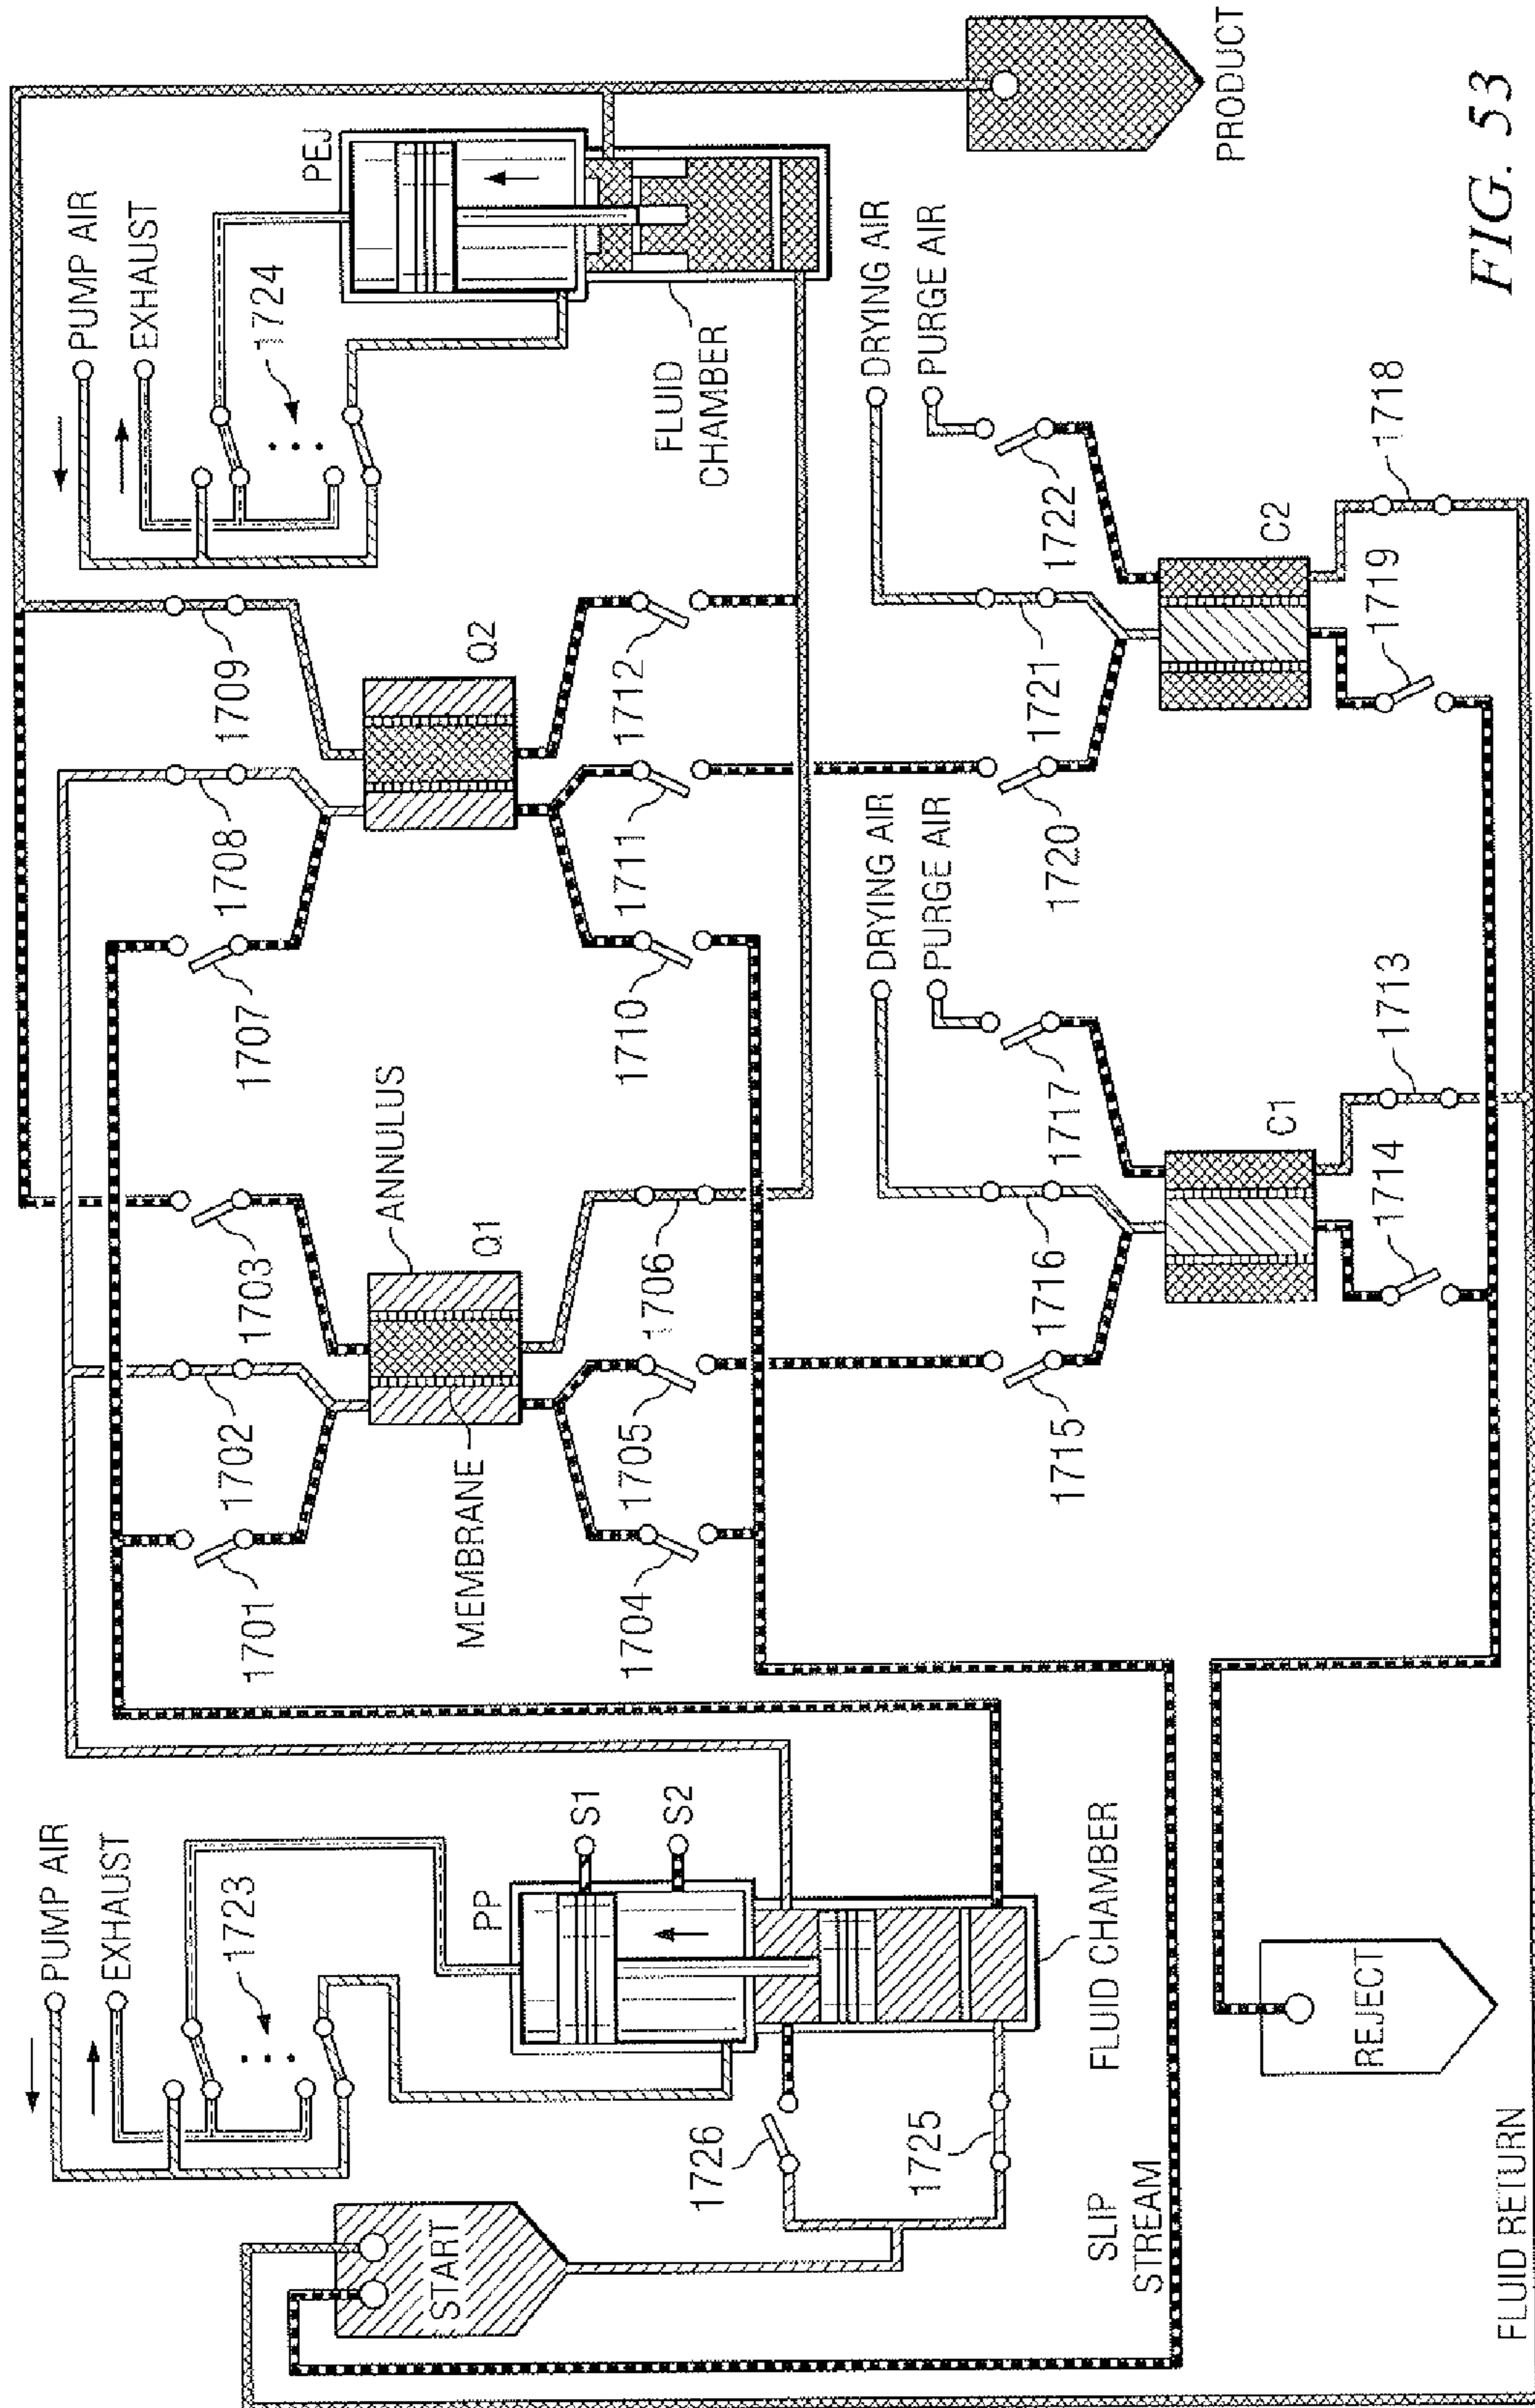 PUMP AIR
EXHAUST
1723
START
PP
S1
S2
1726
1725
FLUID CHAMBER
SLIP
STREAM
REJECT
FLUID RETURN
1701
1702
1703
ANNULUS
MEMBRANE
Q1
1704
1705
1706
1707
1708
1709
Q2
1710
1711
1712
PUMP AIR
EXHAUST
1724
PEJ
FLUID
CHAMBER
PRODUCT
DRYING AIR
PURGE AIR
1715
1716
1717
C1
1714
1713
DRYING AIR
PURGE AIR
1720
1721
1722
C2
1719
1718
FIG. 53